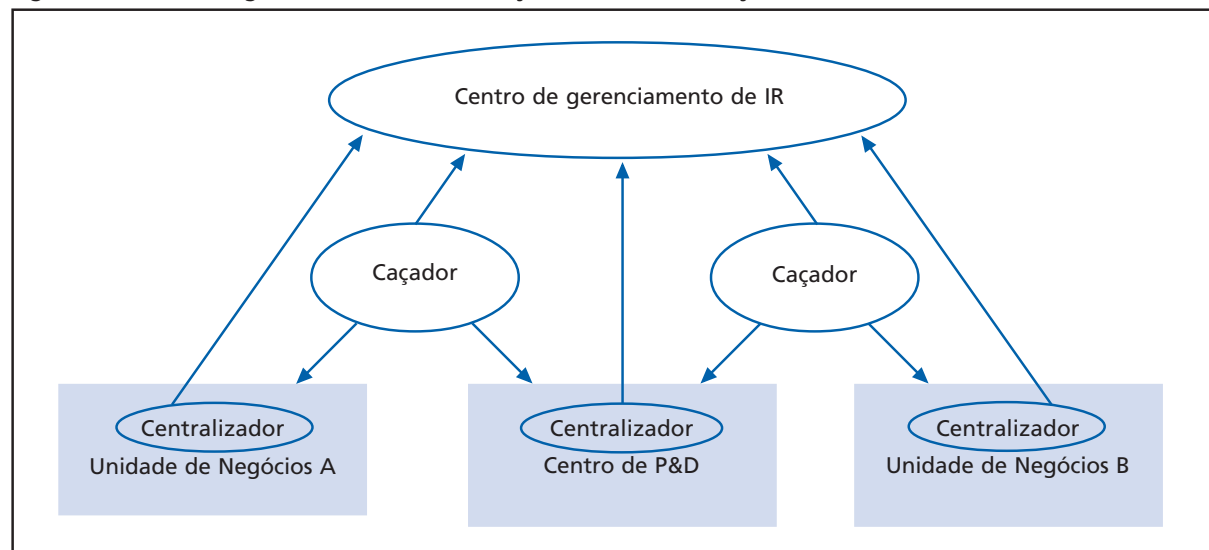 Centro de gerenciamento de IR
Caçador
Caçador
Centralizador
Unidade de Negócios A
Centralizador
Centro de P&D
Centralizador
Unidade de Negócios B